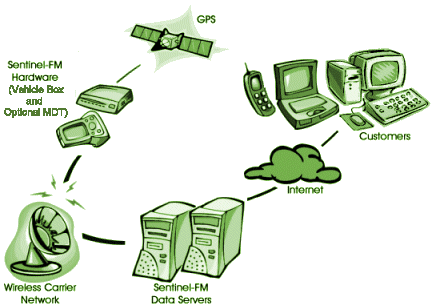 GPS
Sentinel-FM
Hardware
(Vehicle Box
and
Optional MDT)
Customers
Internet
Wireless Carrier
Network
Sentinel-FM
Data Servers